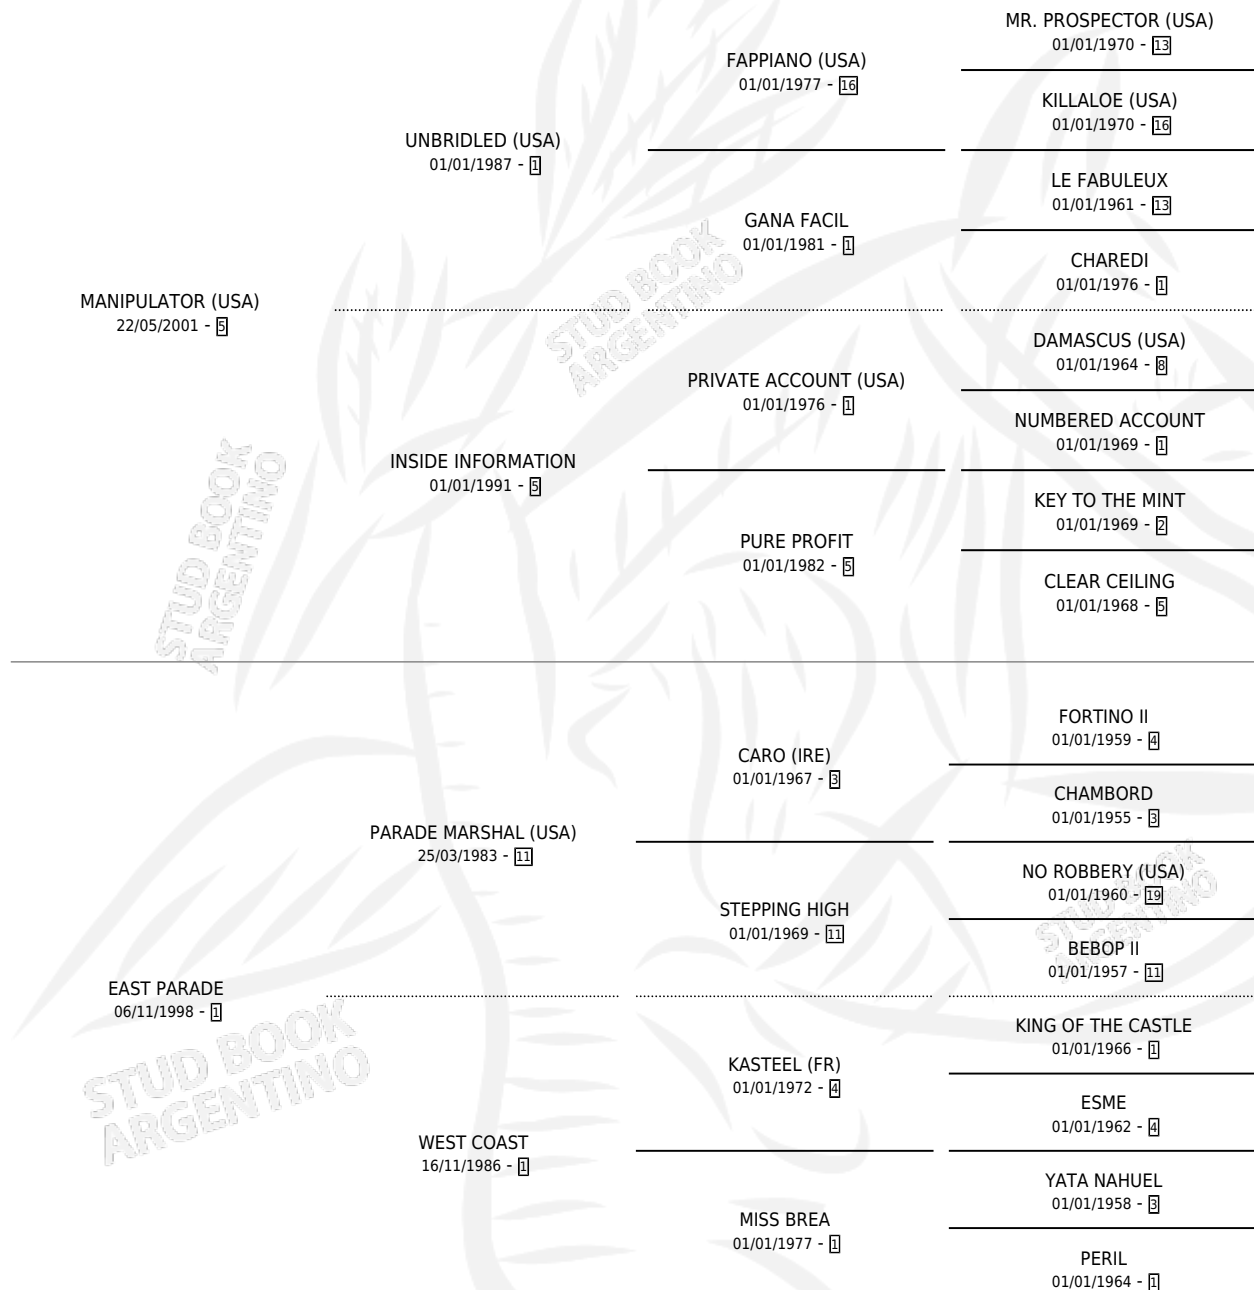 MR. PROSPECTOR (USA)
01/01/1970 - 13
FAPPIANO (USA)
01/01/1977 - 16
KILLALOE (USA)
01/01/1970 - 16
UNBRIDLED (USA)
01/01/1987 - 1
LE FABULEUX
01/01/1961 - 13
GANA FACIL
01/01/1981 - 1
CHAREDI
01/01/1976 - 1
MANIPULATOR (USA)
22/05/2001 - 5
DAMASCUS (USA)
01/01/1964 - 8
PRIVATE ACCOUNT (USA)
01/01/1976 - 1
NUMBERED ACCOUNT
01/01/1969 - 1
INSIDE INFORMATION
01/01/1991 - 5
KEY TO THE MINT
01/01/1969 - 2
PURE PROFIT
01/01/1982 - 5
CLEAR CEILING
01/01/1968 - 5
FORTINO II
01/01/1959 - 4
CARO (IRE)
01/01/1967 - 3
CHAMBORD
01/01/1955 - 3
PARADE MARSHAL (USA)
25/03/1983 - 11
NO ROBBERY (USA)
01/01/1960 - 19
STEPPING HIGH
01/01/1969 - 11
BEBOP II
01/01/1957 - 11
EAST PARADE
06/11/1998 - 1
KING OF THE CASTLE
01/01/1966 - 1
KASTEEL (FR)
01/01/1972 - 4
ESME
01/01/1962 - 4
WEST COAST
16/11/1986 - 1
YATA NAHUEL
01/01/1958 - 3
MISS BREA
01/01/1977 - 1
PERIL
01/01/1964 - 1
STUD BOOK
ARGENTINO
STUD BOOK
ARGENTINO
STUD BOOK
ARGENTINO
STUD BOOK
ARGENTINO